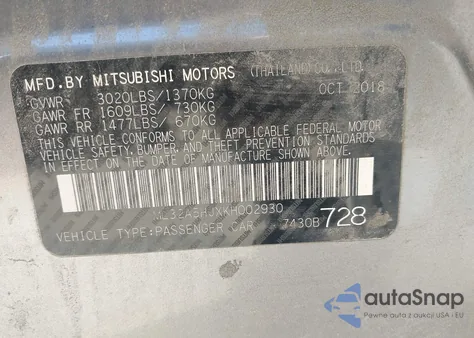 MFD.BY MITSUBISHI MOTORS (THAILAND)CO.,LTD.
GVWR 3020LBS/1370KG OCT 2018
GAWR FR 1609LBS/ 730KG
GAWR RR 1477LBS/ 670KG
THIS VEHICLE CONFORMS TO ALL APPLICABLE FEDERAL MOTOR
VEHICLE SAFETY,BUMPER,AND THEFT PREVENTION STANDARDS
IN EFFECT ON THE DATE OF MANUFACTURE SHOWN ABOVE.
ML32A5HJXKH002930
VEHICLE TYPE:PASSENGER CAR 7430B 728
autoSnap
Pewne auta z aukcji USA i EU